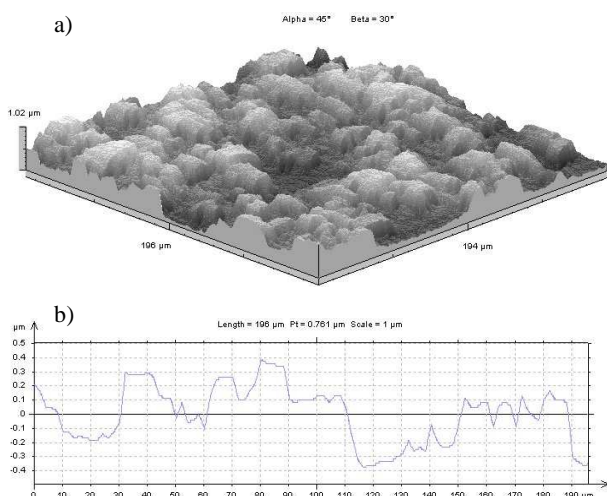 a)
Alpha = 45° Beta = 30°
1.02 µm
196 µm
194 µm
b)
Length = 196 µm Pt = 0.761 µm Scale = 1 µm
µm
0.5
0.4
0.3
0.2
0.1
0
-0.1
-0.2
-0.3
-0.4
0 10 20 30 40 50 60 70 80 90 100 110 120 130 140 150 160 170 180 190 µm